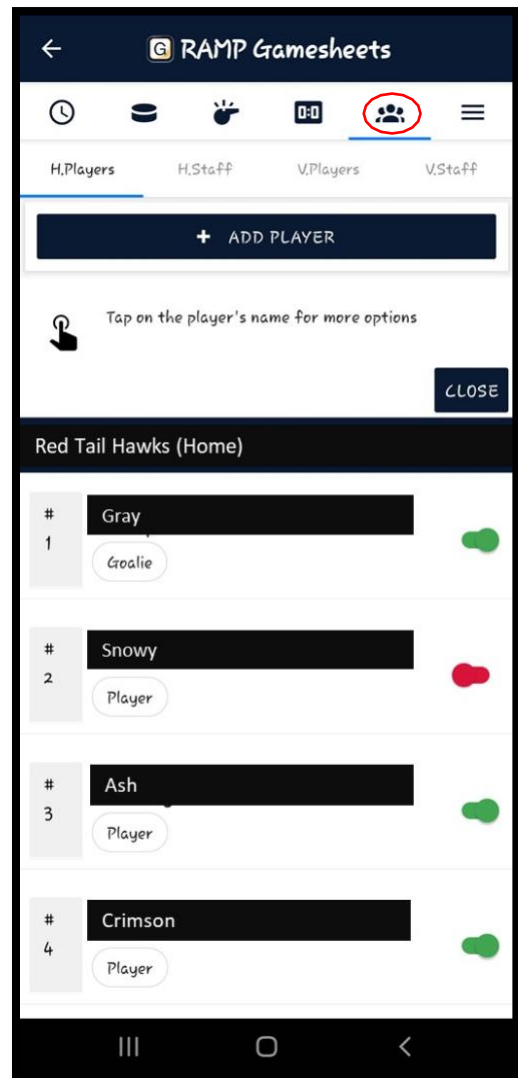 G RAMP Gamesheets
0:0
H.Players H.Staff V.Players V.Staff
+ ADD PLAYER
Tap on the player's name for more options
CLOSE
Red Tail Hawks (Home)
# 1
Gray
Goalie
# 2
Snowy
Player
# 3
Ash
Player
# 4
Crimson
Player